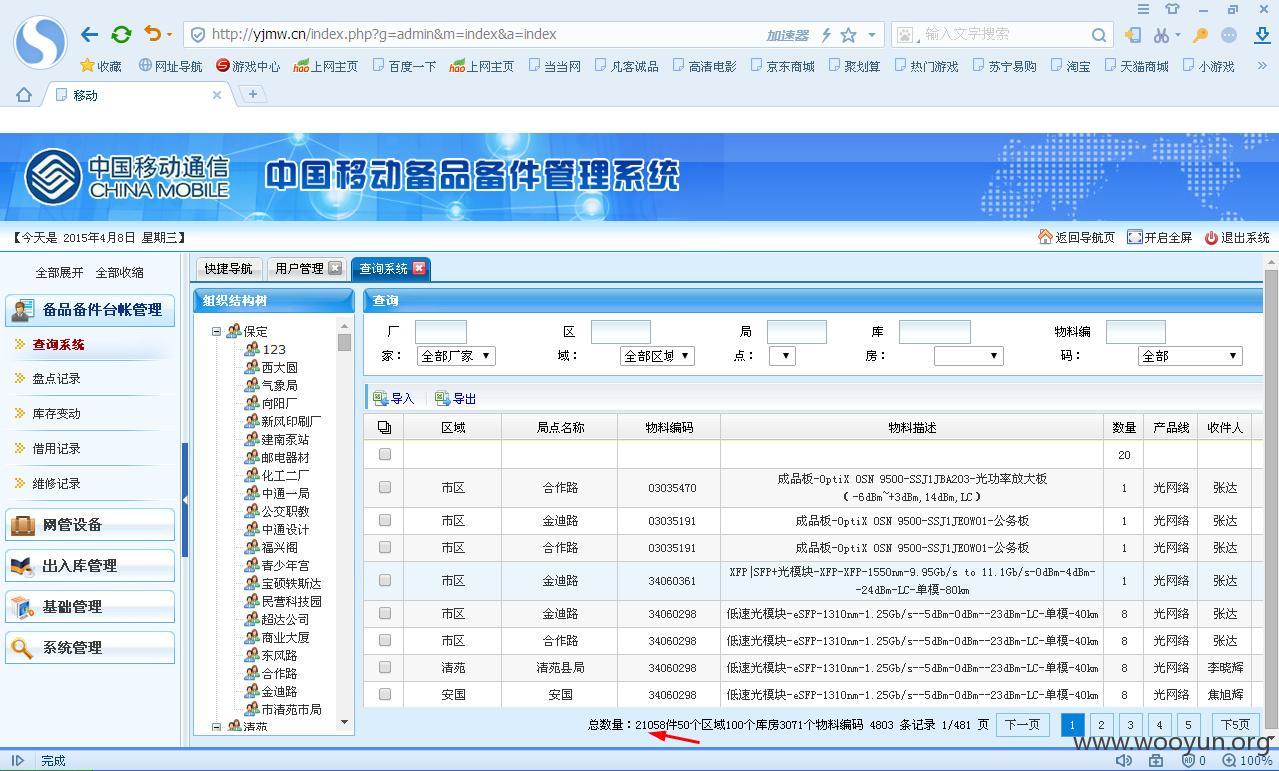 http://yjmw.cn/index.php?g=admin&m=index&a=index 加速器 输入文字搜索
收藏 网址导航 游戏中心 上网主页 百度一下 上网主页 当当网 凡客诚品 高清电影 京东商城 聚划算 热门游戏 苏宁易购 淘宝 天猫商城 小游戏
移动
中国移动通信
CHINA MOBILE
中国移动备品备件管理系统
【今天是 2015年4月8日 星期三】 返回导航页 开启全屏 退出系统
全部展开 全部收缩
备品备件台帐管理
查询系统
盘点记录
库存变动
借用记录
维修记录
网管设备
出入库管理
基础管理
系统管理
快捷导航 用户管理 查询系统
组织结构树
保定
123
西大园
气象局
向阳厂
新风印刷厂
建南泵站
邮电器材
化工二厂
中通一局
公交职教
中通设计
福兴阁
青少年宫
宝硕轶斯达
民营科技园
超达公司
商业大厦
东风路
合作路
金迪路
市清苑市局
清苑
查询
厂 区 局 库 物料编
家： 全部厂家 域： 全部区域 点： 房： 码： 全部
导入 导出
区域 局点名称 物料编码 物料描述 数量 产品线 收件人
20
市区 合作路 03035470 成品板-OptiX OSN 9500-SSJ1JBA203-光功率放大板
(-6dBm~+3dBm,14dBm,LC) 1 光网络 张达
市区 金迪路 03035191 成品板-OptiX OSN 9500-SSJ1JEOW01-公务板 1 光网络 张达
市区 合作路 03035191 成品板-OptiX OSN 9500-SSJ1JEOW01-公务板 1 光网络 张达
市区 金迪路 34060361 XFP|SFP+光模块-XFP-XFP-1550nm-9.95Gb/s to 11.1Gb/s-0dBm-4dBm-
-24dBm-LC-单模-80km 1 光网络 张达
市区 金迪路 34060298 低速光模块-eSFP-1310nm-1.25Gb/s--5dBm-0dBm--23dBm-LC-单模-40km 8 光网络 张达
市区 合作路 34060298 低速光模块-eSFP-1310nm-1.25Gb/s--5dBm-0dBm--23dBm-LC-单模-40km 8 光网络 张达
清苑 清苑县局 34060298 低速光模块-eSFP-1310nm-1.25Gb/s--5dBm-0dBm--23dBm-LC-单模-40km 8 光网络 李晓辉
安国 安国 34060298 低速光模块-eSFP-1310nm-1.25Gb/s--5dBm-0dBm--23dBm-LC-单模-40km 8 光网络 焦旭辉
总数量： 件50个区域100个库房3071个物料编码 4803 条记录 1/481 页 下一页 1 2 3 4 5 下5页
www.wooyun.org
完成 0 100%